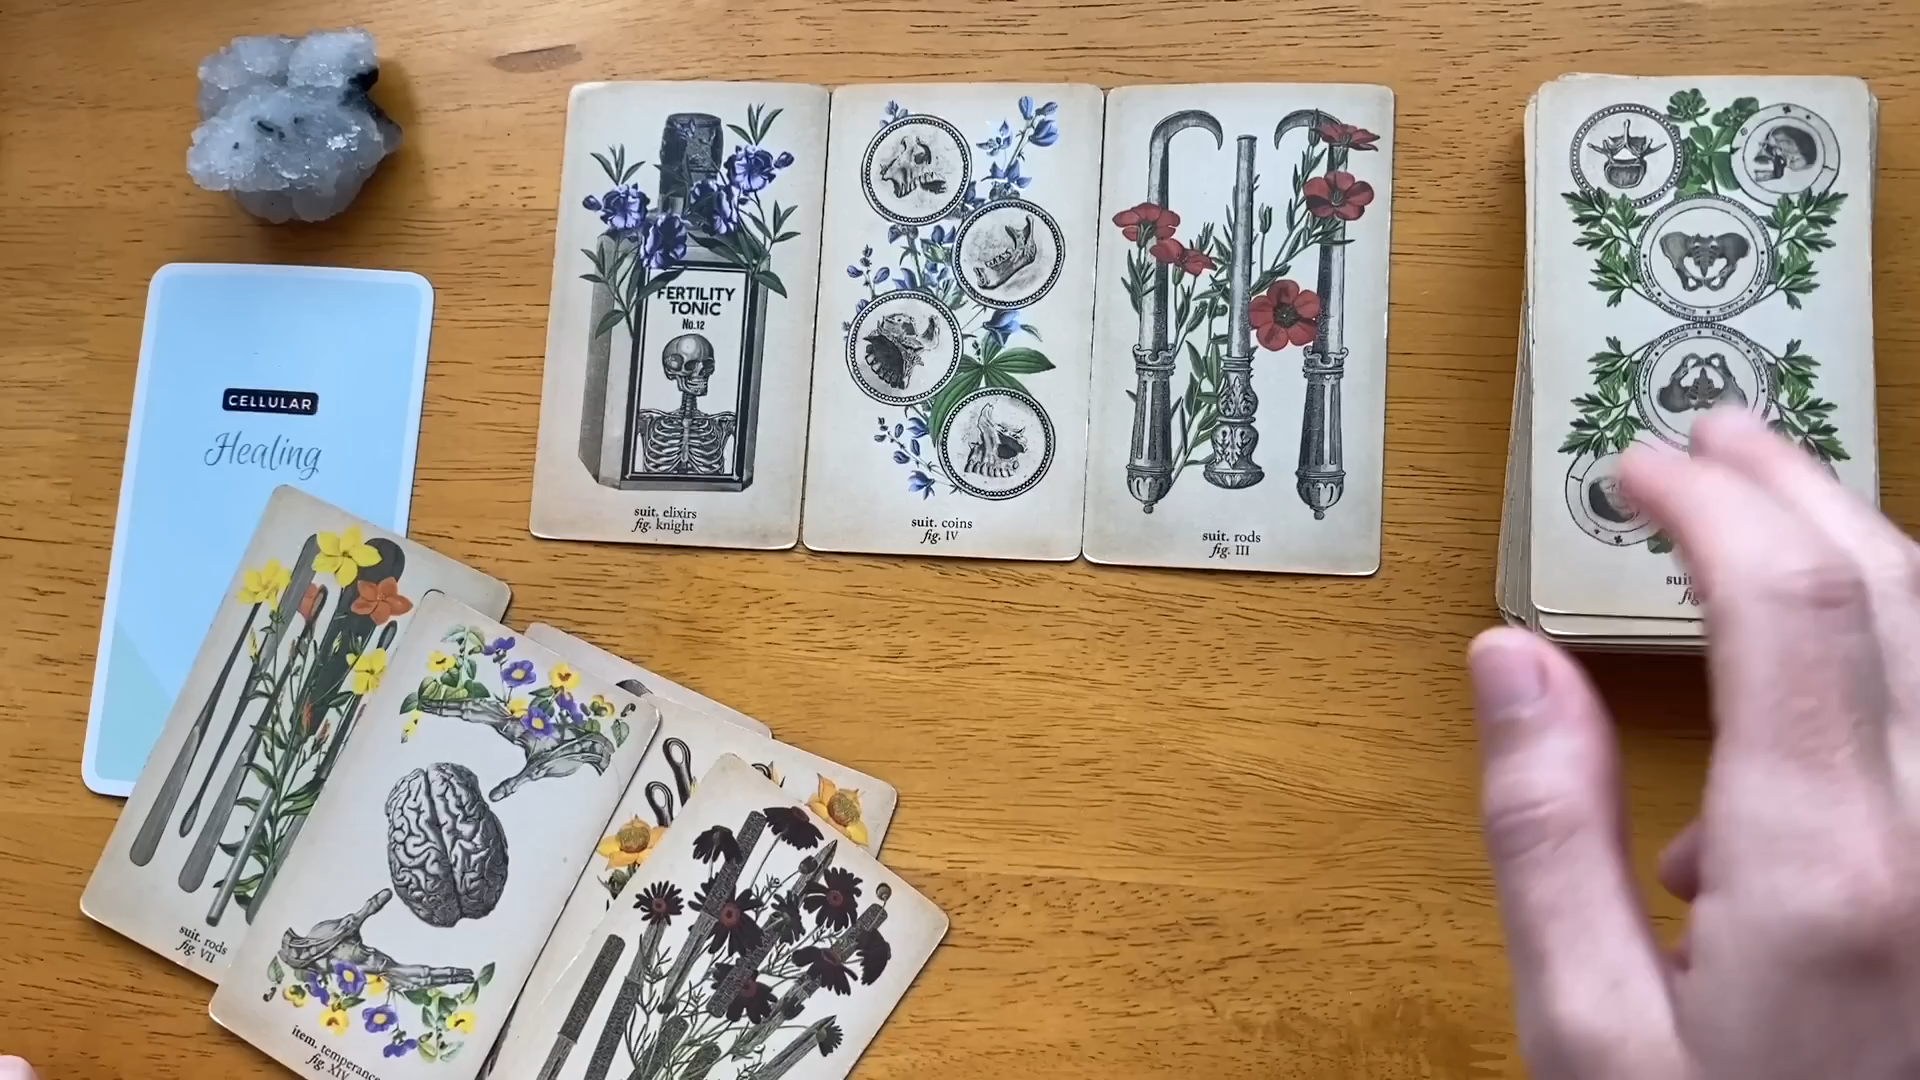 FERTILITY
TONIC
No.12
suit. elixirs
fig. knight
suit. coins
fig. IV
suit. rods
fig. III
CELLULAR
Healing
suit. rods
fig. VII
item. temperance
fig. XIV